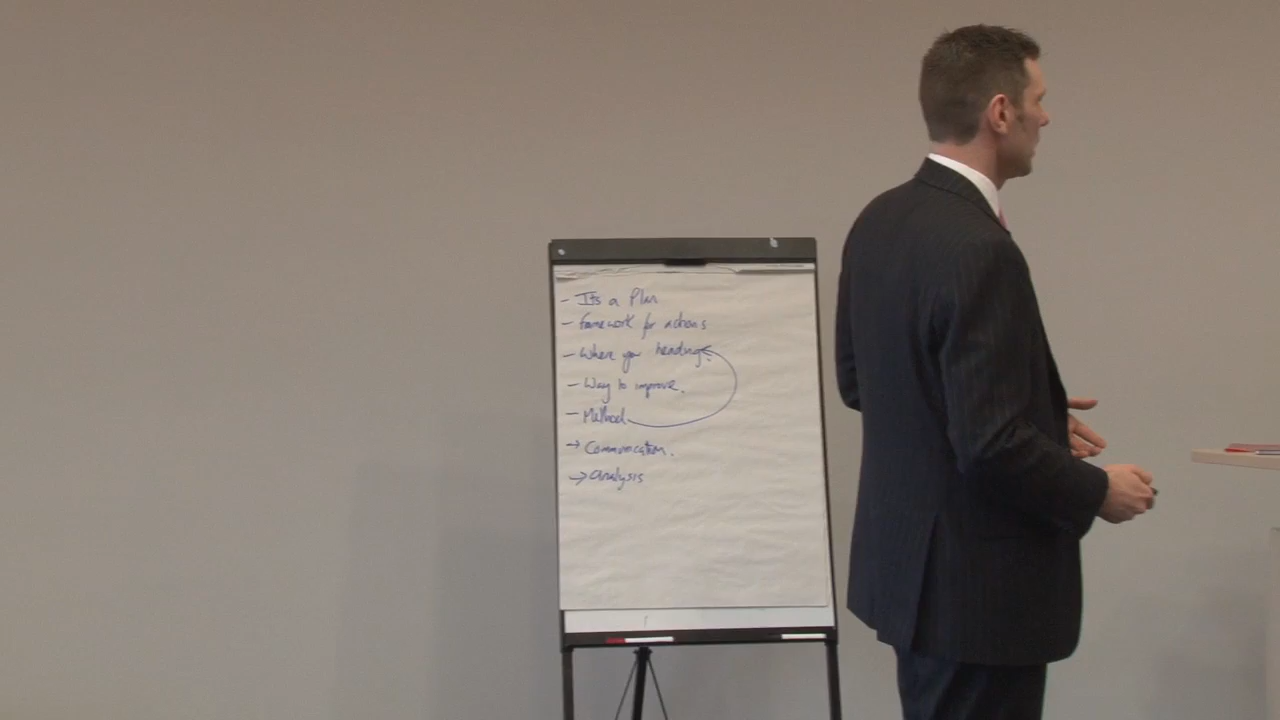 - It's a Plan
- framework for actions
- Where you heading?
- Way to improve.
- Method
→ Communication.
→ analysis